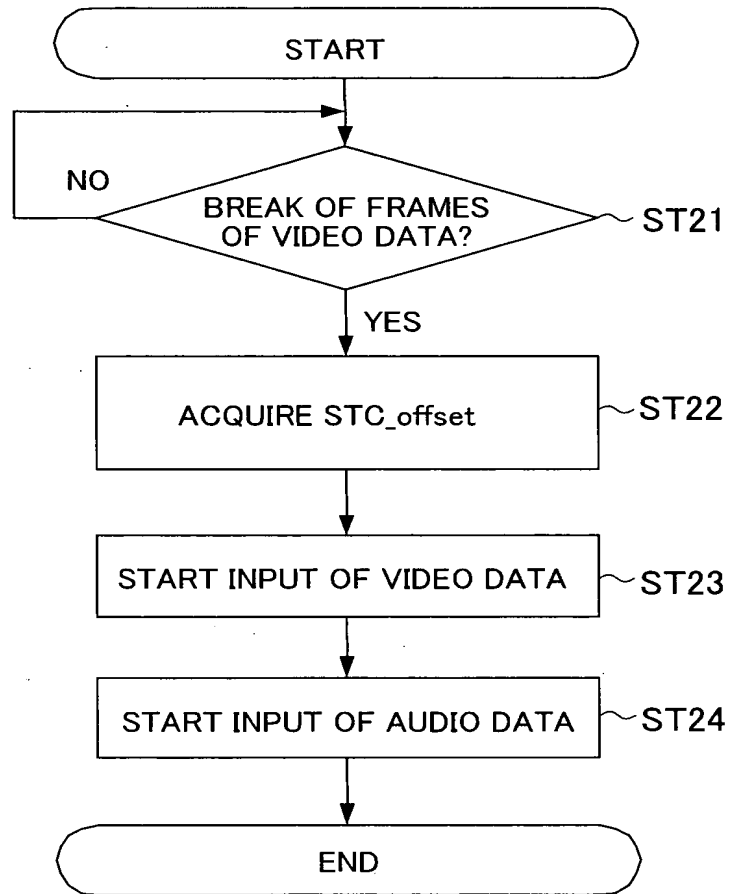 START
NO
BREAK OF FRAMES
OF VIDEO DATA?
ST21
YES
ACQUIRE STC_offset
ST22
START INPUT OF VIDEO DATA
ST23
START INPUT OF AUDIO DATA
ST24
END